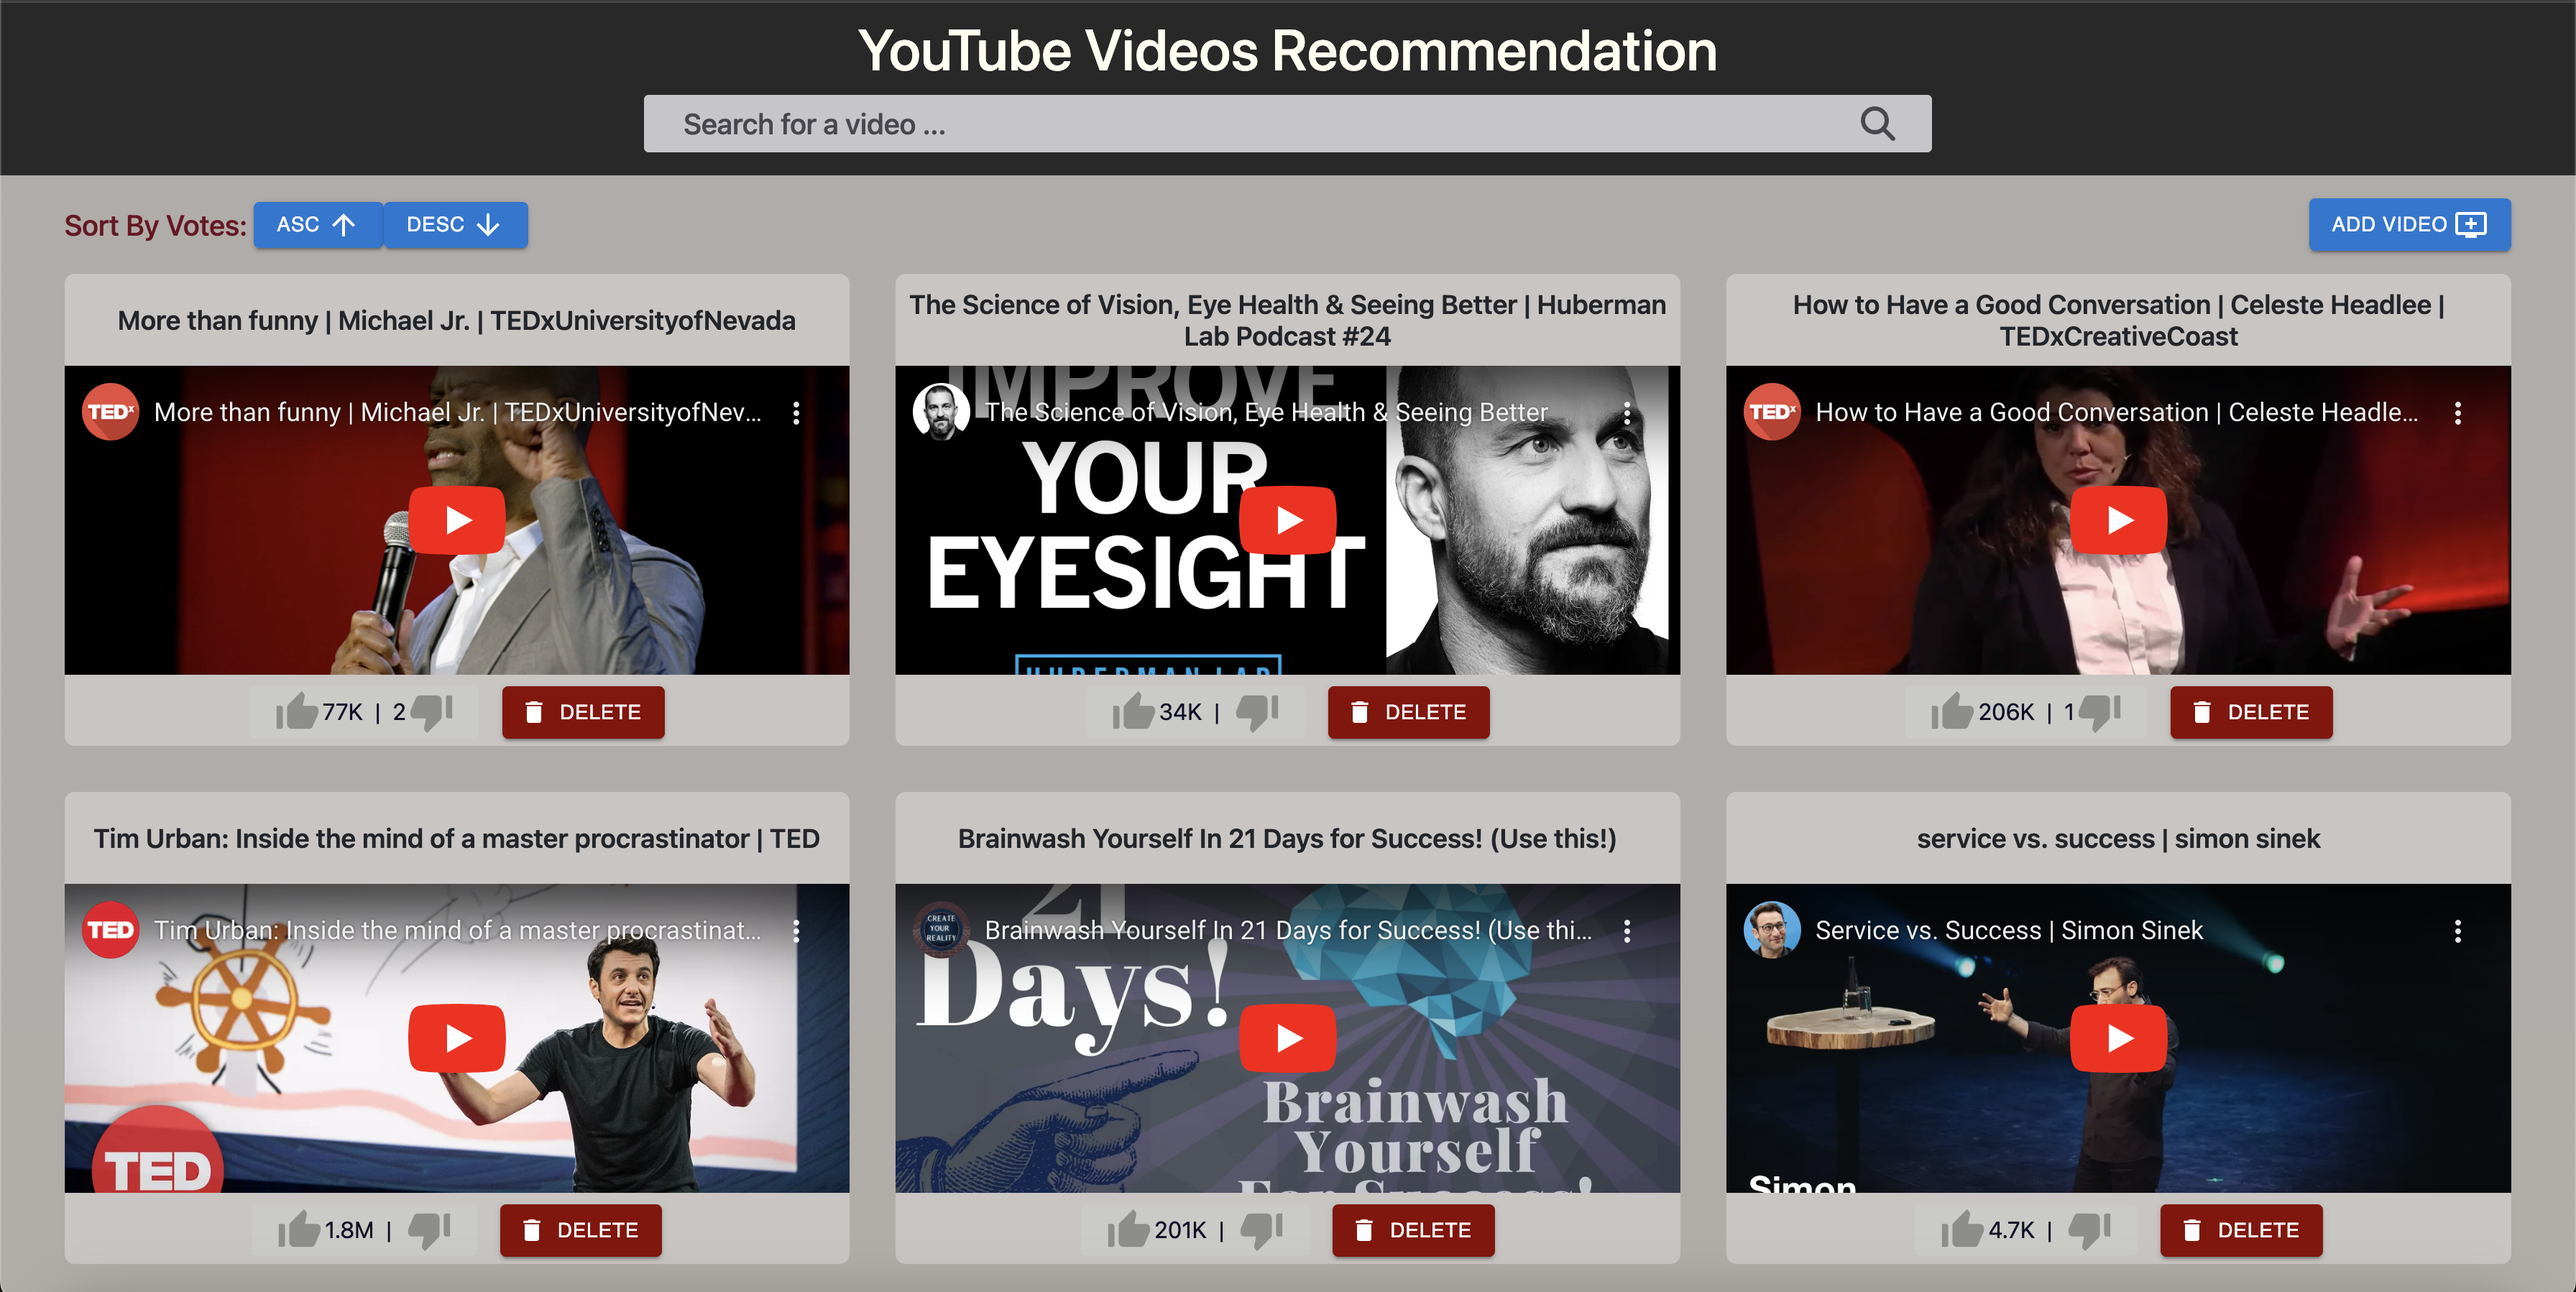 YouTube Videos Recommendation
Search for a video ...
Sort By Votes: ASC DESC ADD VIDEO
More than funny | Michael Jr. | TEDxUniversityofNevada
TEDx More than funny | Michael Jr. | TEDxUniversityofNev...
77K | 2 DELETE
The Science of Vision, Eye Health & Seeing Better | Huberman
Lab Podcast #24
IMPROVE
The Science of Vision, Eye Health & Seeing Better
YOUR
EYESIGHT
HUBERMAN LAB
34K | DELETE
How to Have a Good Conversation | Celeste Headlee |
TEDxCreativeCoast
TEDx How to Have a Good Conversation | Celeste Headle...
206K | 1 DELETE
Tim Urban: Inside the mind of a master procrastinator | TED
TED Tim Urban: Inside the mind of a master procrastinat...
TED
1.8M | DELETE
Brainwash Yourself In 21 Days for Success! (Use this!)
21
CREATE
YOUR
REALITY
Brainwash Yourself In 21 Days for Success! (Use thi...
Days!
Brainwash
Yourself
For Success!
201K | DELETE
service vs. success | simon sinek
Service vs. Success | Simon Sinek
Simon
4.7K | DELETE